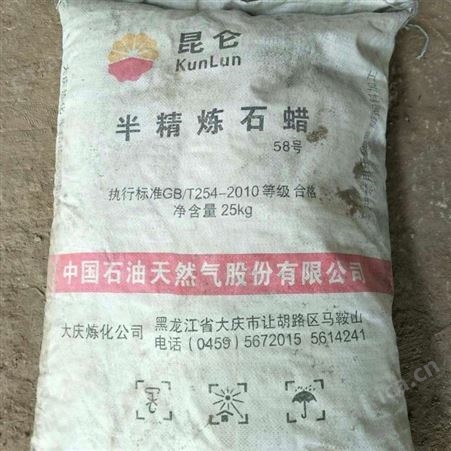 昆仑
KunLun
半精炼石蜡
58号
执行标准GB/T254-2010 等级 合格
净含量 25kg
中国石油天然气股份有限公司
大庆炼化公司
黑龙江省大庆市让胡路区马鞍山
电话 (0459) 5672015 5614241